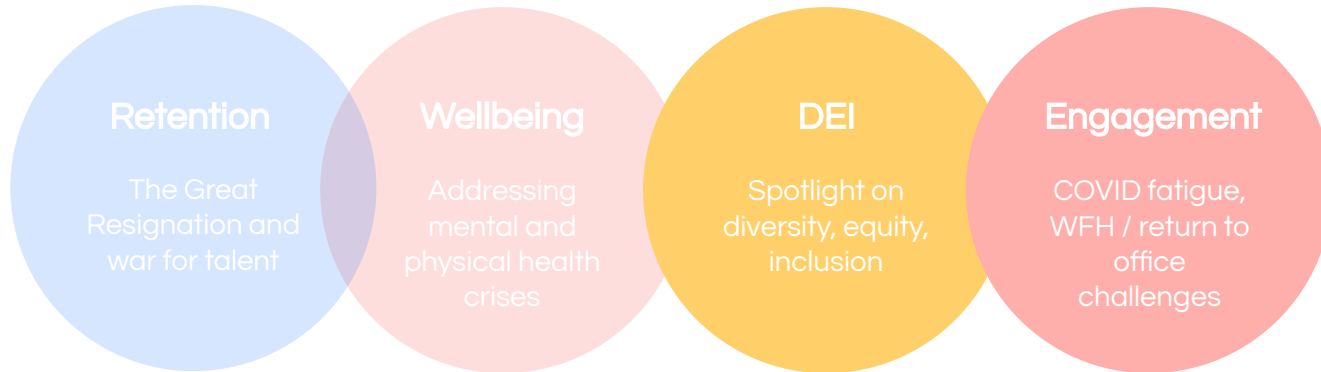 Retention
The Great
Resignation and
war for talent
Wellbeing
Addressing
mental and
physical health
crises
DEI
Spotlight on
diversity, equity,
inclusion
Engagement
COVID fatigue,
WFH / return to
office
challenges